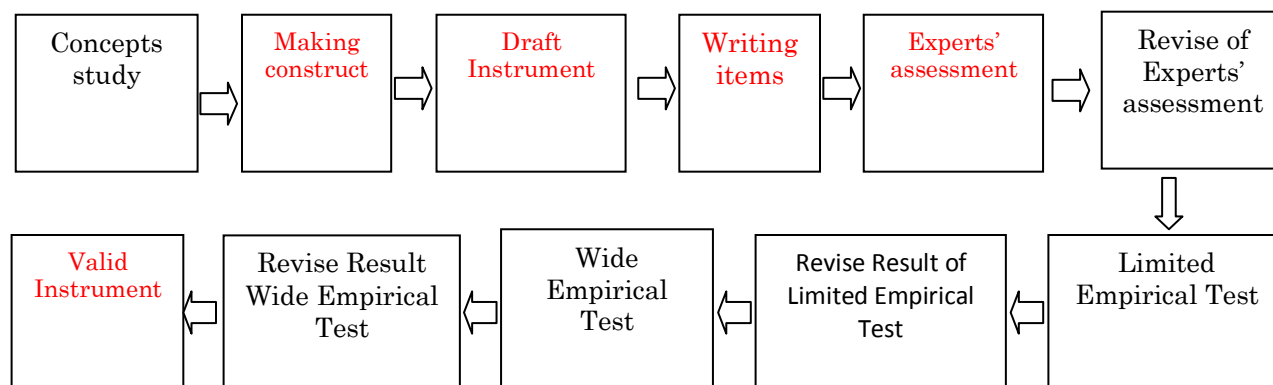 Concepts
study
Making
construct
Draft
Instrument
Writing
items
Experts’
assessment
Revise of
Experts’
assessment
Limited
Empirical Test
Revise Result of
Limited Empirical
Test
Wide
Empirical
Test
Revise Result
Wide Empirical
Test
Valid
Instrument